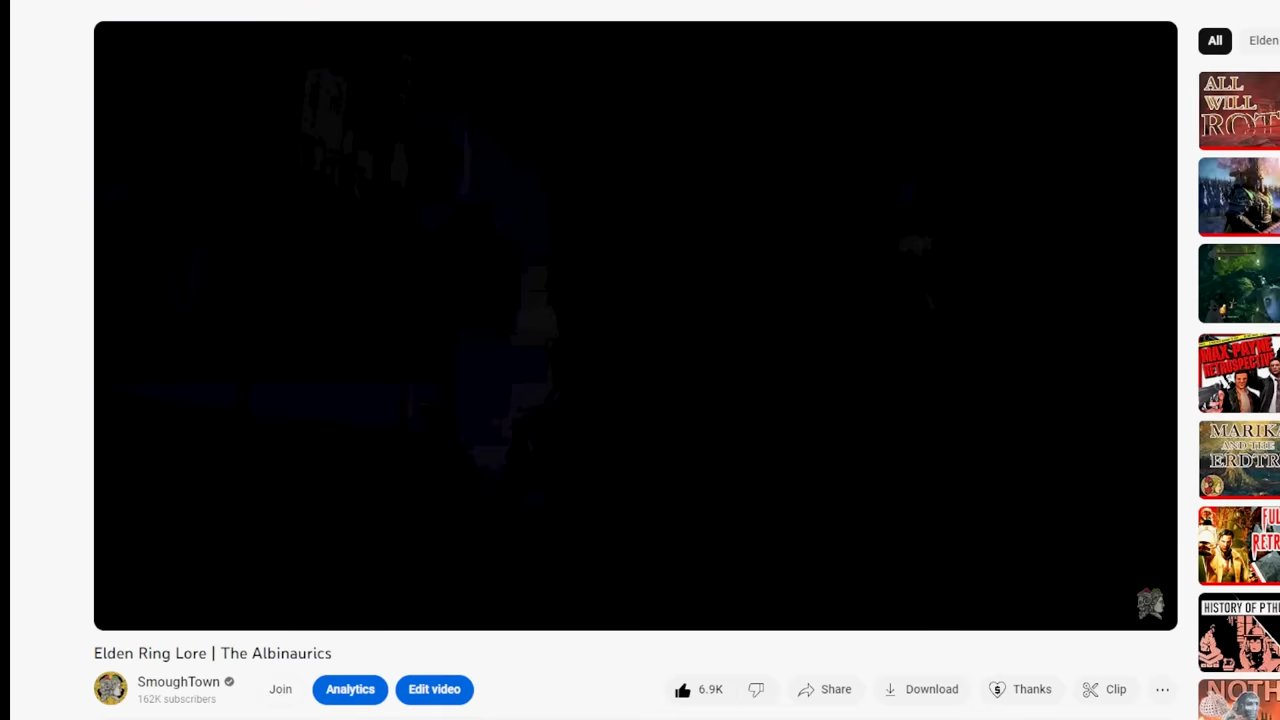 All
Elden
ALL
WILL
ROT
MAX PAYNE
RETROSPECTIVE
MARIKA
AND THE
ERDTR
FUL
RETR
HISTORY OF PTHE
NOTH
Elden Ring Lore | The Albinaurics
SmoughTown
162K subscribers
Join
Analytics
Edit video
6.9K
Share
Download
Thanks
Clip